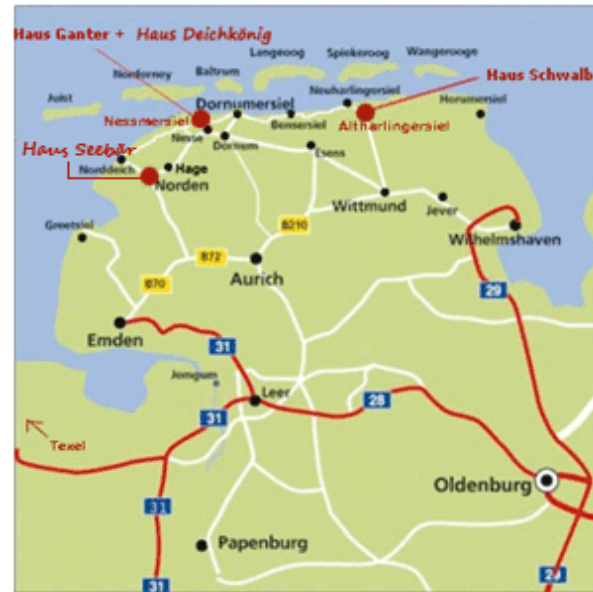 Haus Ganter + Haus Deichkönig
Langeoog
Spiekeroog
Wangerooge
Baltrum
Norderney
Juist
Haus Schwalb
Neuharlingersiel
Horumersiel
Dornumersiel
Nessmersiel
Bensersiel
Altharlingersiel
Nesse
Dornum
Esens
Haus Seebär
Norddeich
Hage
Norden
Wittmund
Jever
Greetsiel
B210
Wilhelmshaven
B72
Aurich
B70
29
Emden
31
Jemgum
Leer
28
31
Texel
Oldenburg
31
Papenburg
31
29